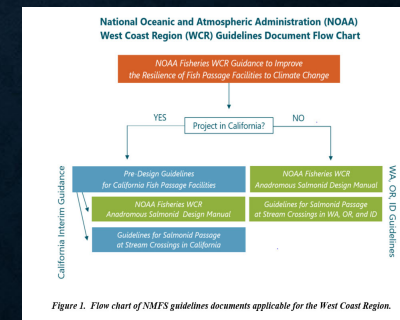 National Oceanic and Atmospheric Administration (NOAA)
West Coast Region (WCR) Guidelines Document Flow Chart
NOAA Fisheries WCR Guidance to Improve
the Resilience of Fish Passage Facilities to Climate Change
YES
NO
Project in California?
California Interim Guidance
Pre-Design Guidelines
for California Fish Passage Facilities
NOAA Fisheries WCR
Anadromous Salmonid Design Manual
Guidelines for Salmonid Passage
at Stream Crossings in California
NOAA Fisheries WCR
Anadromous Salmonid Design Manual
Guidelines for Salmonid Passage
at Stream Crossings in WA, OR, and ID
WA, OR, ID Guidelines
Figure 1. Flow chart of NMFS guidelines documents applicable for the West Coast Region.